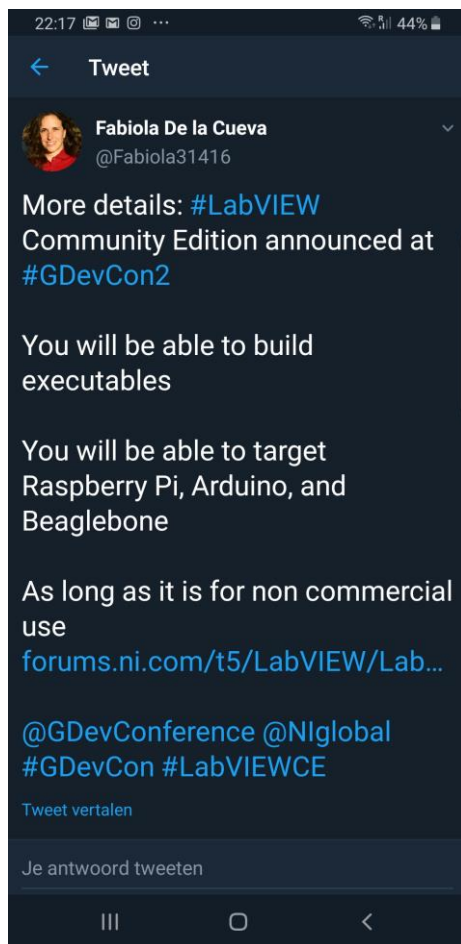 22:17 44%
Tweet
Fabiola De la Cueva
@Fabiola31416
More details: #LabVIEW
Community Edition announced at
#GDevCon2
You will be able to build
executables
You will be able to target
Raspberry Pi, Arduino, and
Beaglebone
As long as it is for non commercial
use
forums.ni.com/t5/LabVIEW/Lab...
@GDevConference @NIglobal
#GDevCon #LabVIEWCE
Tweet vertalen
Je antwoord tweeten